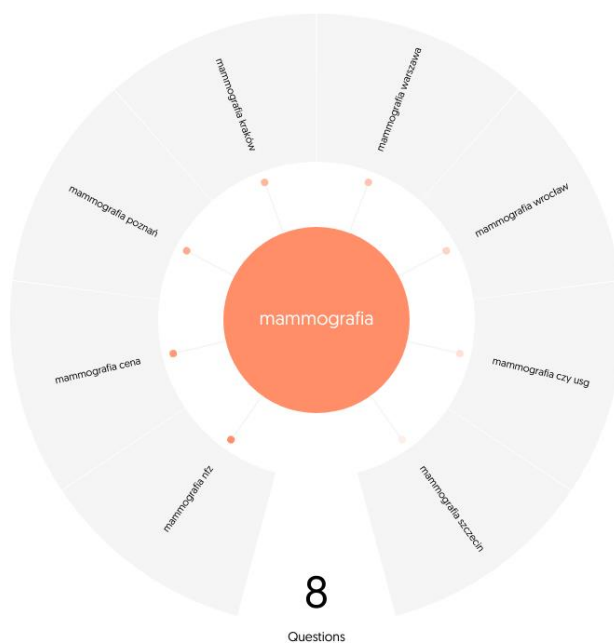 mammografia kraków
mammografia warszawa
mammografia poznań
mammografia wrocław
mammografia
mammografia cena
mammografia czy usg
mammografia nfz
mammografia szczecin
8
Questions